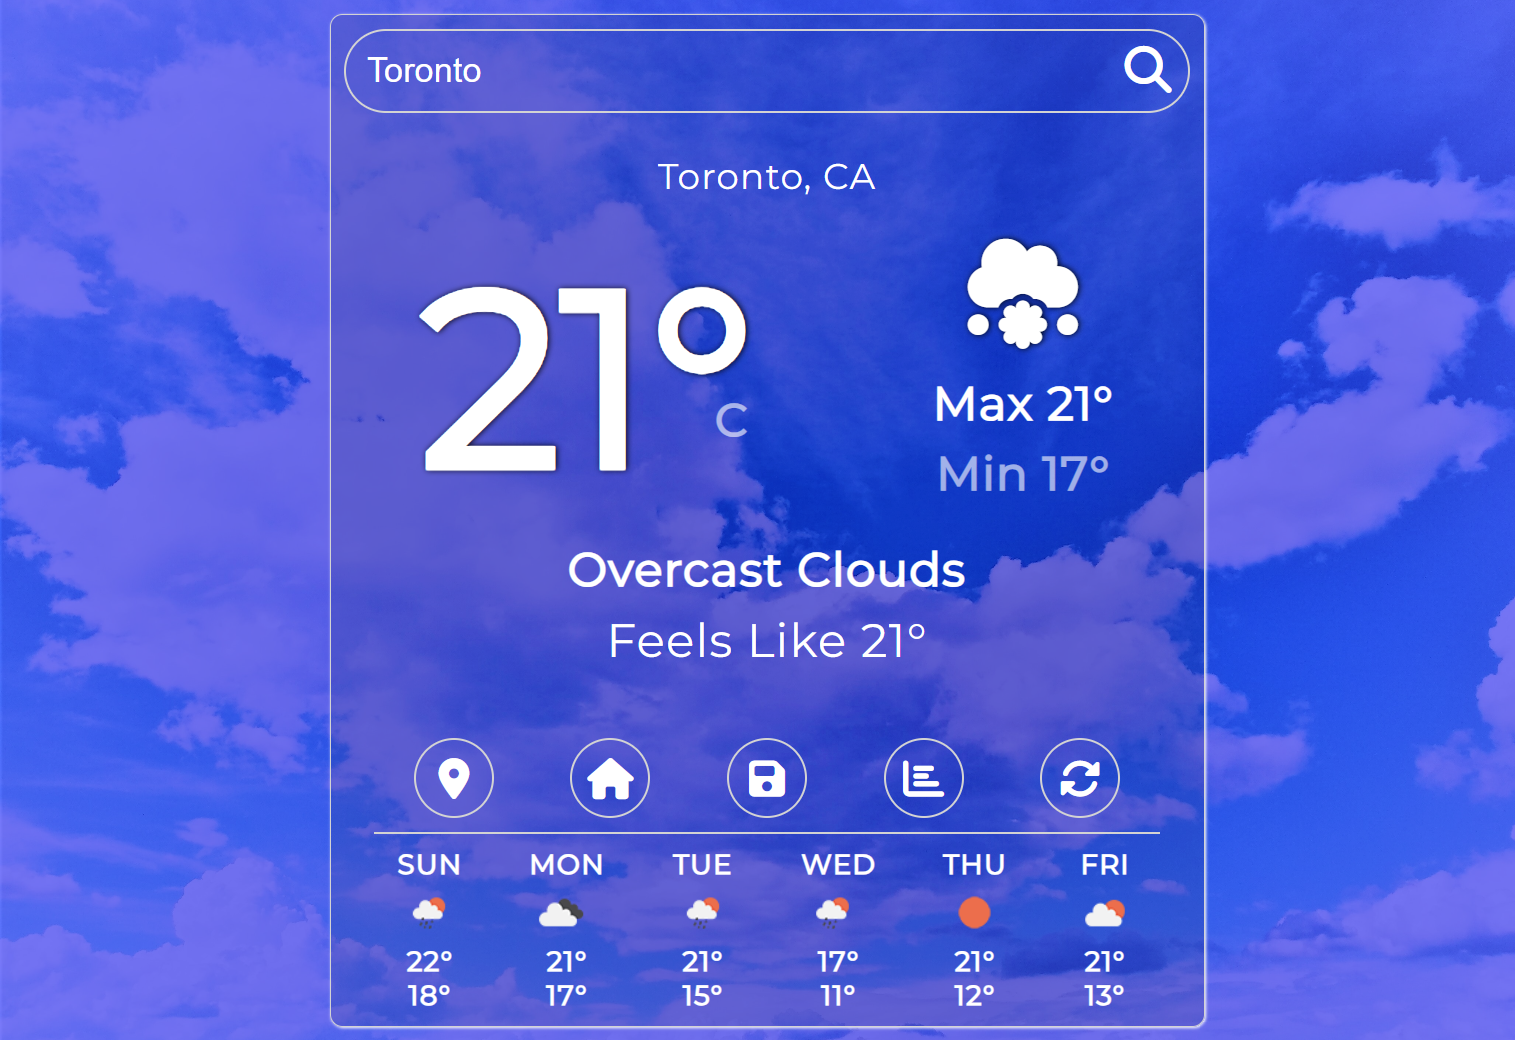 Toronto
Toronto, CA
21°
C
Max 21°
Min 17°
Overcast Clouds
Feels Like 21°
SUN MON TUE WED THU FRI
22° 21° 21° 17° 21° 21°
18° 17° 15° 11° 12° 13°